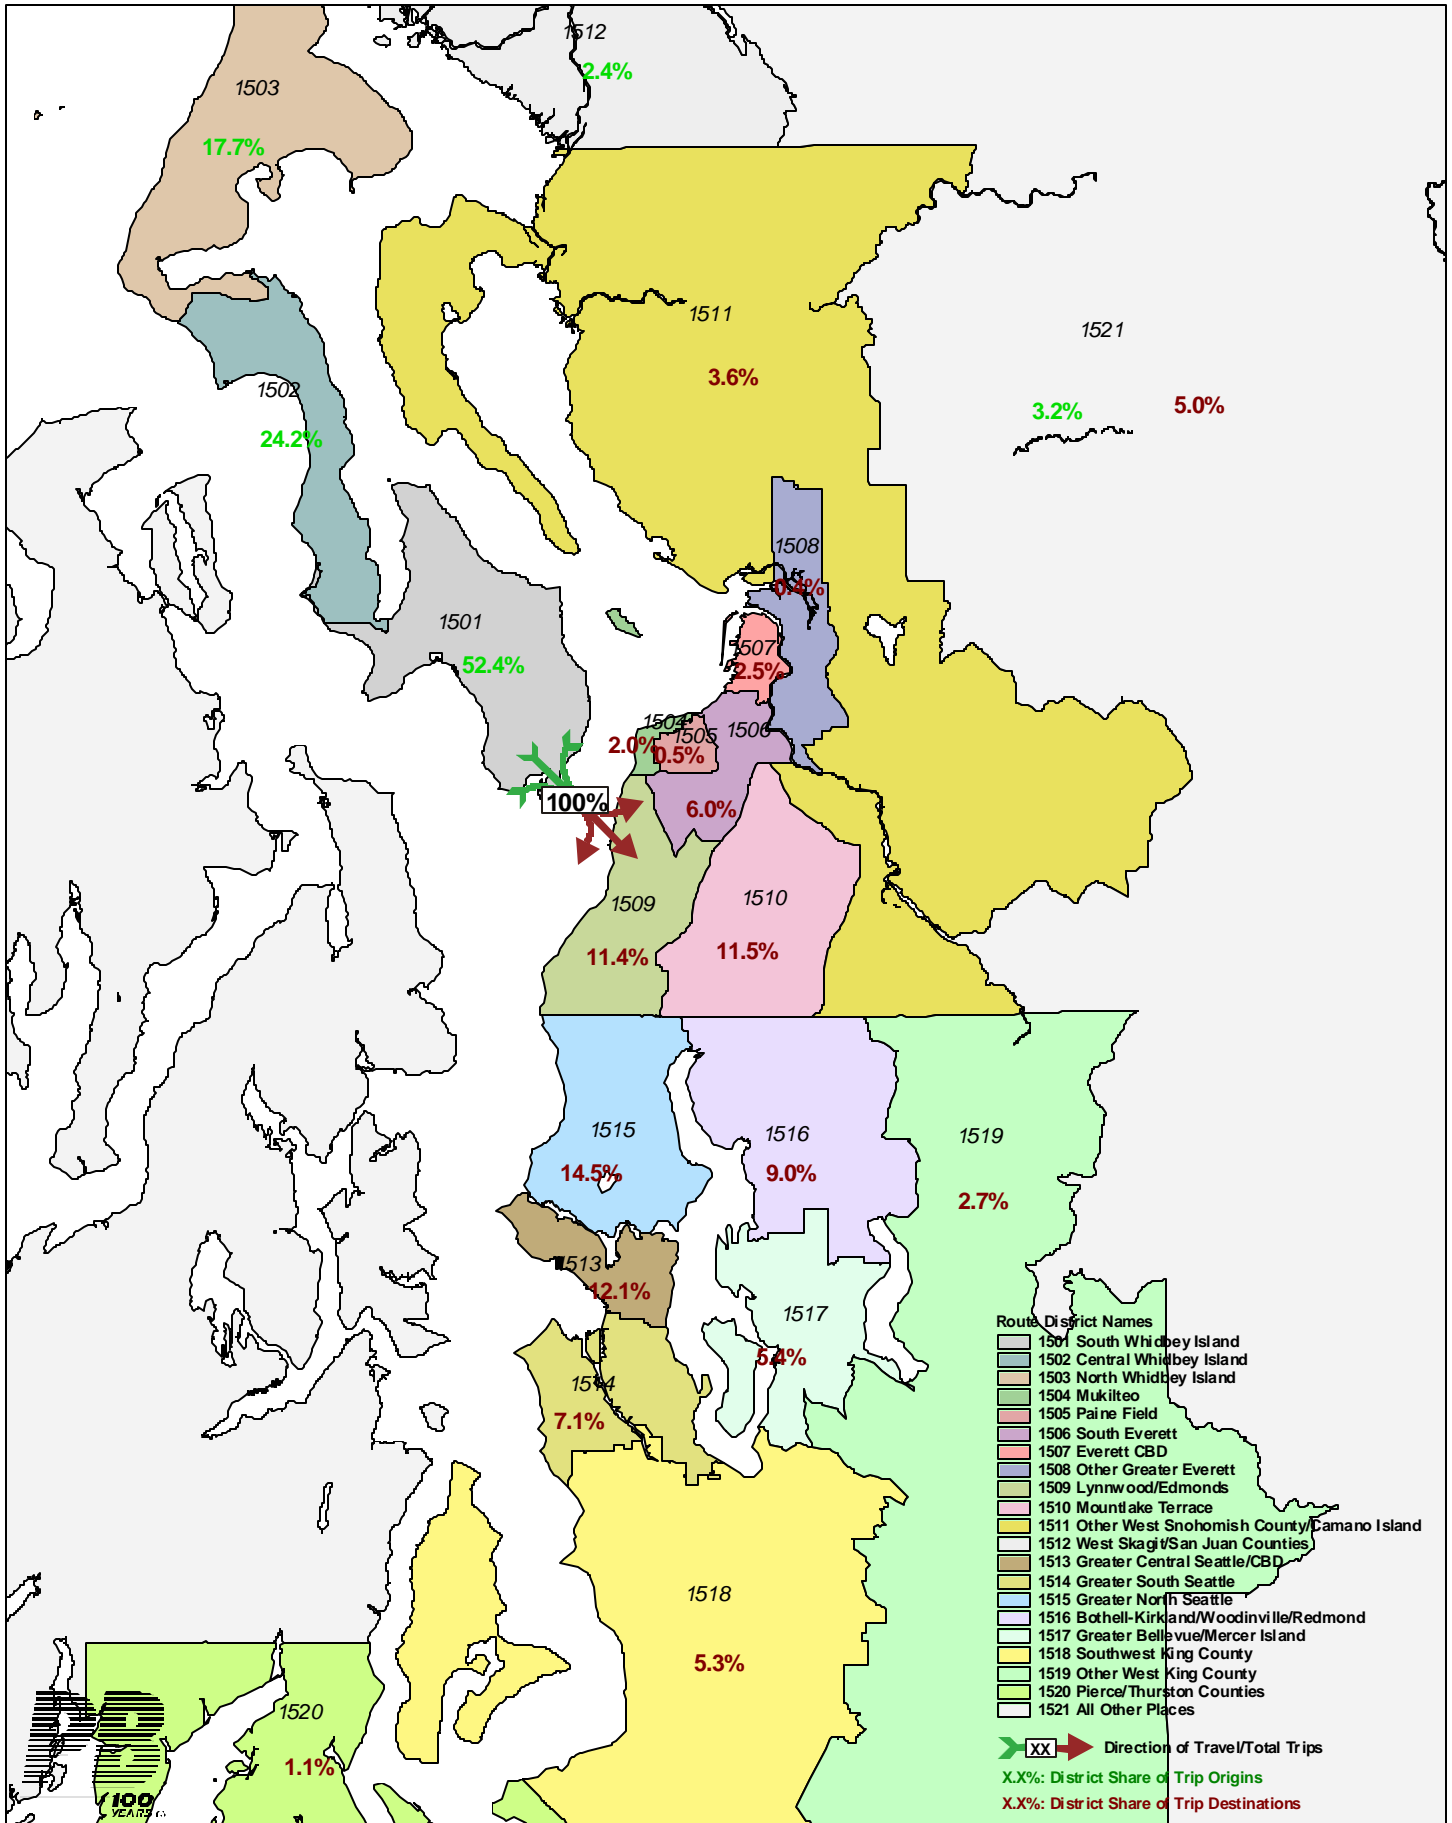 1512
2.4%
1503
17.7%
1511
3.6%
1521
3.2%
5.0%
1502
24.2%
1508
0.4%
1501
52.4%
1507
2.5%
1504
2.0%
1505
0.5%
1506
6.0%
100%
1509
11.4%
1510
11.5%
1515
14.5%
1516
9.0%
1519
2.7%
1513
12.1%
1517
5.4%
1514
7.1%
1518
5.3%
1520
1.1%
Route District Names
1501 South Whidbey Island
1502 Central Whidbey Island
1503 North Whidbey Island
1504 Mukilteo
1505 Paine Field
1506 South Everett
1507 Everett CBD
1508 Other Greater Everett
1509 Lynnwood/Edmonds
1510 Mountlake Terrace
1511 Other West Snohomish County/Camano Island
1512 West Skagit/San Juan Counties
1513 Greater Central Seattle/CBD
1514 Greater South Seattle
1515 Greater North Seattle
1516 Bothell-Kirkland/Woodinville/Redmond
1517 Greater Bellevue/Mercer Island
1518 Southwest King County
1519 Other West King County
1520 Pierce/Thurston Counties
1521 All Other Places
XX Direction of Travel/Total Trips
X.X%: District Share of Trip Origins
X.X%: District Share of Trip Destinations
PB
100
YEARS